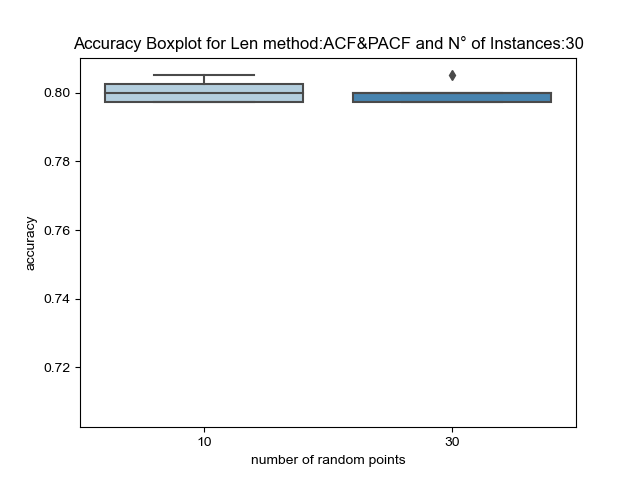 Accuracy Boxplot for Len method:ACF&PACF and N° of Instances:30
0.80
0.78
0.76
0.74
0.72
accuracy
10 30
number of random points